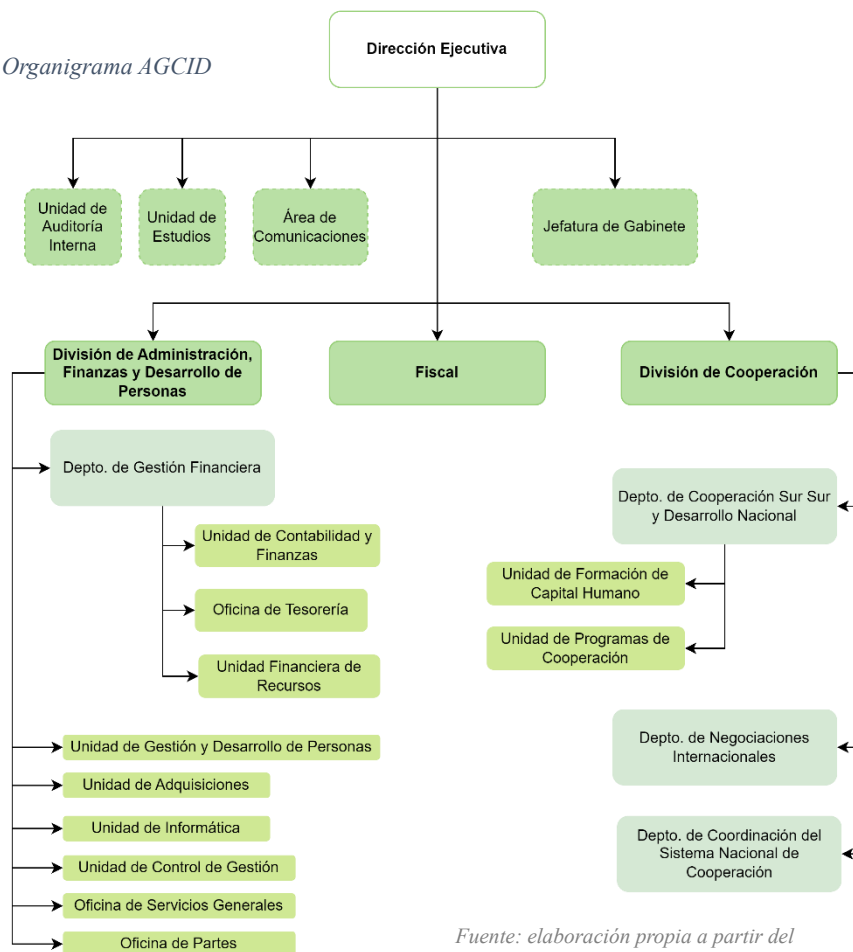 Dirección Ejecutiva
Organigrama AGCID
Unidad de
Auditoría
Interna
Unidad de
Estudios
Área de
Comunicaciones
Jefatura de Gabinete
División de Administración,
Finanzas y Desarrollo de
Personas
Fiscal
División de Cooperación
Depto. de Gestión Financiera
Unidad de Contabilidad y
Finanzas
Oficina de Tesorería
Unidad Financiera de
Recursos
Unidad de Gestión y Desarrollo de Personas
Unidad de Adquisiciones
Unidad de Informática
Unidad de Control de Gestión
Oficina de Servicios Generales
Oficina de Partes
Depto. de Cooperación Sur Sur
y Desarrollo Nacional
Unidad de Formación de
Capital Humano
Unidad de Programas de
Cooperación
Depto. de Negociaciones
Internacionales
Depto. de Coordinación del
Sistema Nacional de
Cooperación
Fuente: elaboración propia a partir del